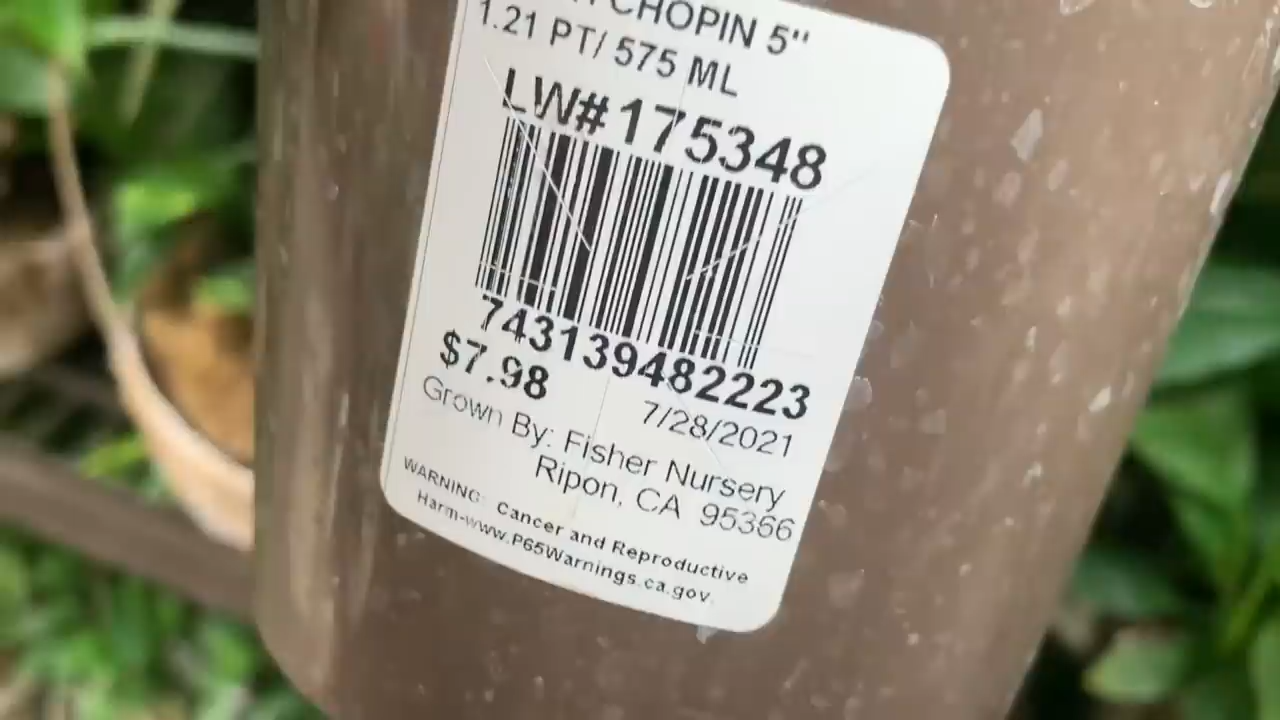 CHOPIN 5"
1.21 PT/ 575 ML
LW#175348
743139482223
$7.98
7/28/2021
Grown By: Fisher Nursery
Ripon, CA 95366
WARNING: Cancer and Reproductive
Harm-www.P65Warnings.ca.gov.